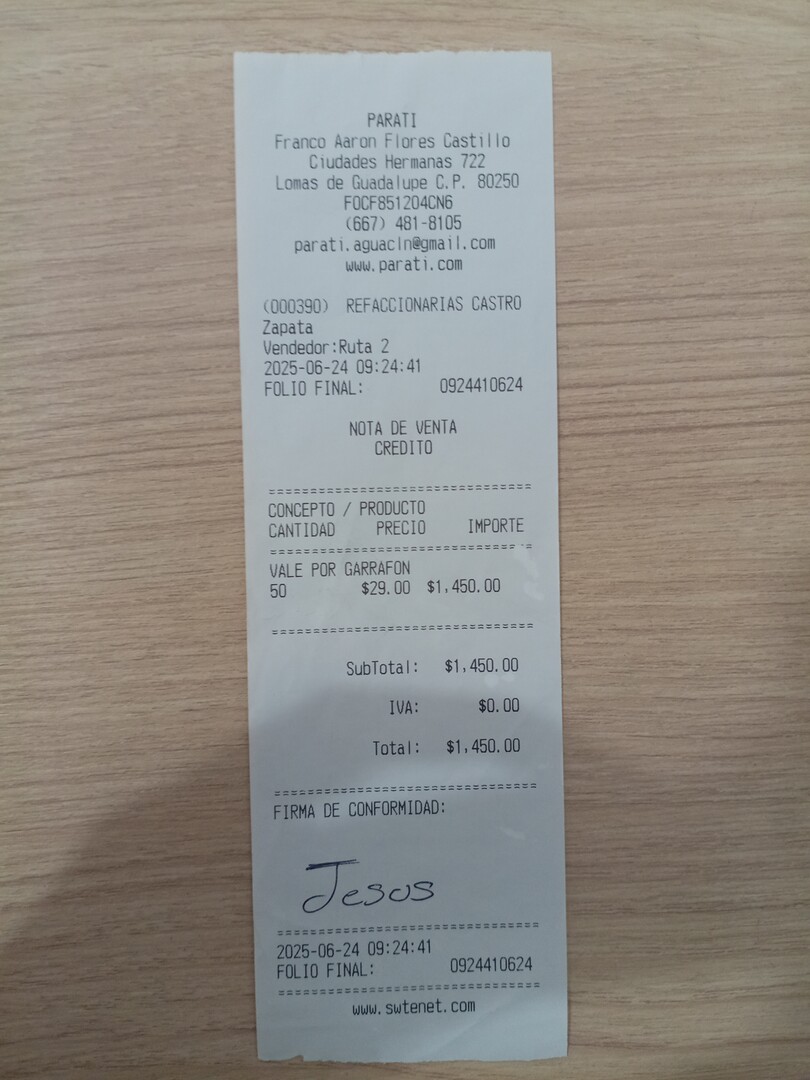 PARATI
Franco Aaron Flores Castillo
Ciudades Hermanas 722
Lomas de Guadalupe C.P. 80250
FOCF851204CN6
(667) 481-8105
parati.aguacln@gmail.com
www.parati.com
(000390) REFACCIONARIAS CASTRO
Zapata
Vendedor:Ruta 2
2025-06-24 09:24:41
FOLIO FINAL: 0924410624
NOTA DE VENTA
CREDITO
===============================
CONCEPTO / PRODUCTO
CANTIDAD PRECIO IMPORTE
===============================
VALE POR GARRAFON
50 $29.00 $1,450.00
===============================
SubTotal: $1,450.00
IVA: $0.00
Total: $1,450.00
===============================
FIRMA DE CONFORMIDAD:
Jesus
===============================
2025-06-24 09:24:41
FOLIO FINAL: 0924410624
===============================
www.swtenet.com